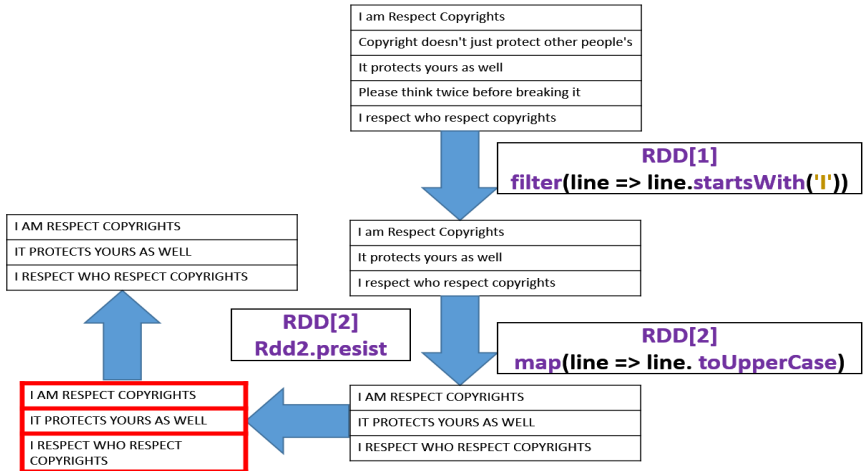 I am Respect Copyrights
Copyright doesn't just protect other people's
It protects yours as well
Please think twice before breaking it
I respect who respect copyrights
RDD[1]
filter(line => line.startsWith('I'))
I am Respect Copyrights
It protects yours as well
I respect who respect copyrights
RDD[2]
map(line => line. toUpperCase)
I AM RESPECT COPYRIGHTS
IT PROTECTS YOURS AS WELL
I RESPECT WHO RESPECT COPYRIGHTS
RDD[2]
Rdd2.presist
I AM RESPECT COPYRIGHTS
IT PROTECTS YOURS AS WELL
I RESPECT WHO RESPECT
COPYRIGHTS
I AM RESPECT COPYRIGHTS
IT PROTECTS YOURS AS WELL
I RESPECT WHO RESPECT COPYRIGHTS